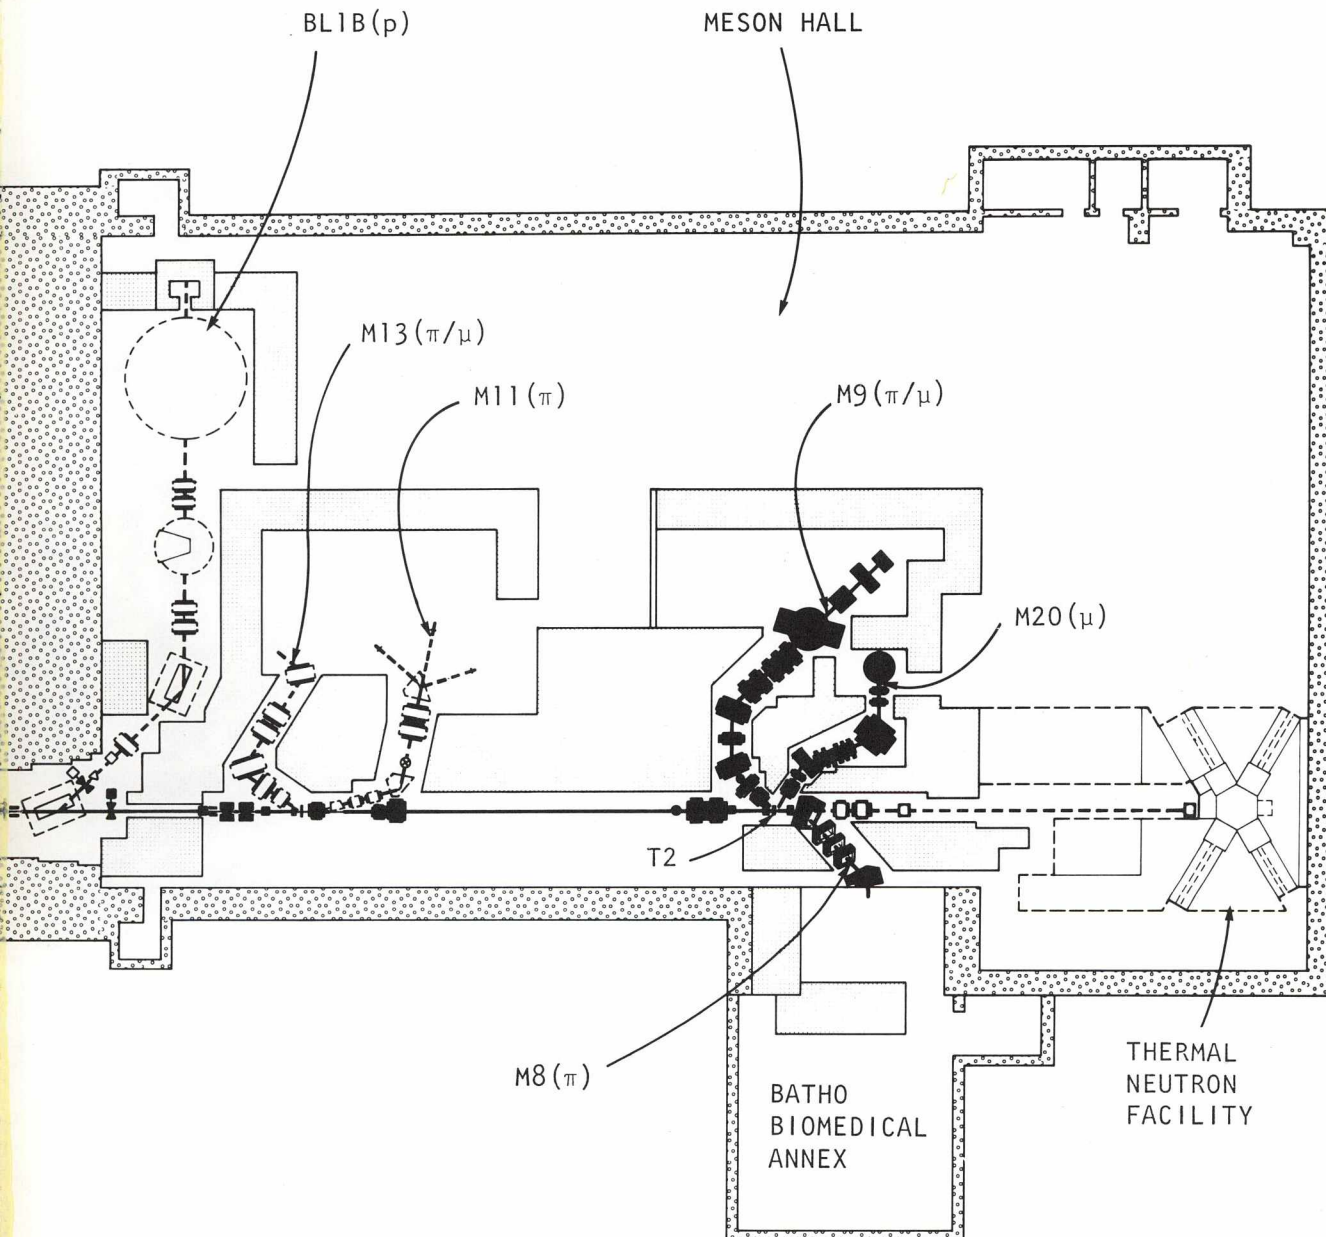 BL1B(p)
MESON HALL
M13(π/μ)
M11(π)
M9(π/μ)
M20(μ)
T2
M8(π)
THERMAL
NEUTRON
FACILITY
BATHO
BIOMEDICAL
ANNEX